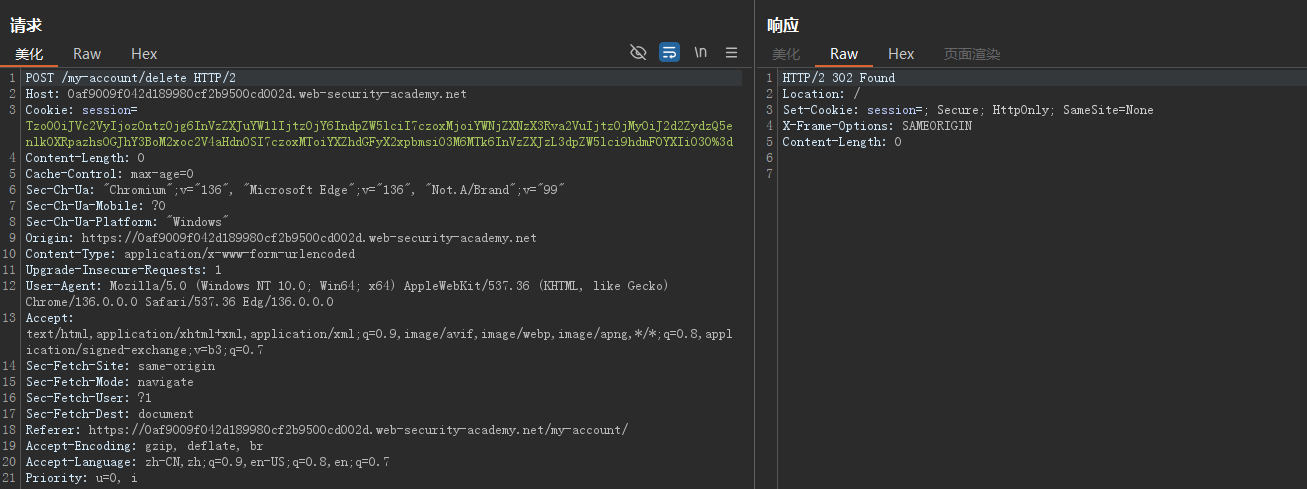 请求
美化 Raw Hex \n
1 POST /my-account/delete HTTP/2
2 Host: 0af9009f042d189980cf2b9500cd002d.web-security-academy.net
3 Cookie: session=
Tzo0OiJVc2VyIjozOntzOjg6InVzZXJuYW1lIjtzOjY6IndpZW5lciI7czoxMjoiYWNjZXNzX3Rva2VuIjtzOjMyOiJ2d2ZydzQ5e
nlkOXRpazhsOGJhY3BoM2xoc2V4aHdnOSI7czoxMToiYXZhdGFyX2xpbmsiO3M6MTk6InVzZXJzL3dpZW5lci9hdmF0YXIiO30%3d
4 Content-Length: 0
5 Cache-Control: max-age=0
6 Sec-Ch-Ua: "Chromium";v="136", "Microsoft Edge";v="136", "Not.A/Brand";v="99"
7 Sec-Ch-Ua-Mobile: ?0
8 Sec-Ch-Ua-Platform: "Windows"
9 Origin: https://0af9009f042d189980cf2b9500cd002d.web-security-academy.net
10 Content-Type: application/x-www-form-urlencoded
11 Upgrade-Insecure-Requests: 1
12 User-Agent: Mozilla/5.0 (Windows NT 10.0; Win64; x64) AppleWebKit/537.36 (KHTML, like Gecko)
Chrome/136.0.0.0 Safari/537.36 Edg/136.0.0.0
13 Accept:
text/html,application/xhtml+xml,application/xml;q=0.9,image/avif,image/webp,image/apng,*/*;q=0.8,appl
ication/signed-exchange;v=b3;q=0.7
14 Sec-Fetch-Site: same-origin
15 Sec-Fetch-Mode: navigate
16 Sec-Fetch-User: ?1
17 Sec-Fetch-Dest: document
18 Referer: https://0af9009f042d189980cf2b9500cd002d.web-security-academy.net/my-account/
19 Accept-Encoding: gzip, deflate, br
20 Accept-Language: zh-CN,zh;q=0.9,en-US;q=0.8,en;q=0.7
21 Priority: u=0, i
响应
美化 Raw Hex 页面渲染
1 HTTP/2 302 Found
2 Location: /
3 Set-Cookie: session=; Secure; HttpOnly; SameSite=None
4 X-Frame-Options: SAMEORIGIN
5 Content-Length: 0
6
7